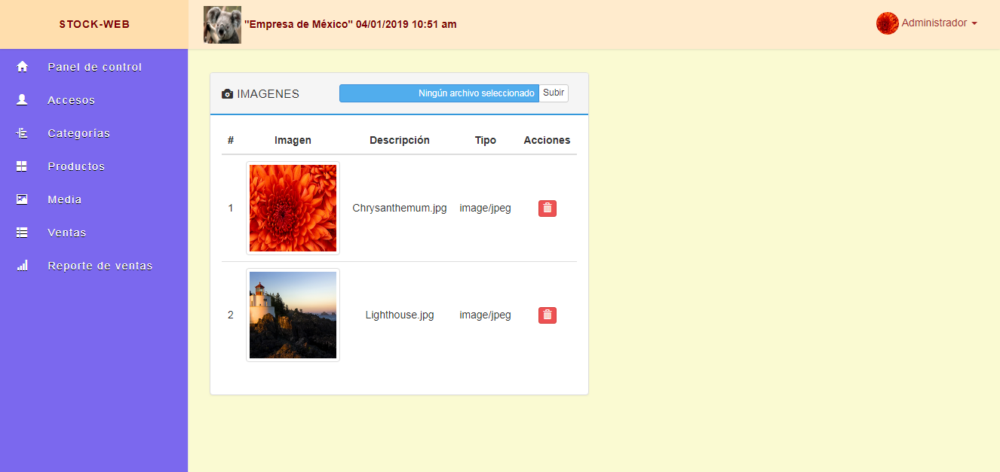 STOCK-WEB
"Empresa de México" 04/01/2019 10:51 am
Administrador
Panel de control
Accesos
Categorías
Productos
Media
Ventas
Reporte de ventas
IMAGENES
Ningún archivo seleccionado Subir
# Imagen Descripción Tipo Acciones
1 Chrysanthemum.jpg image/jpeg
2 Lighthouse.jpg image/jpeg